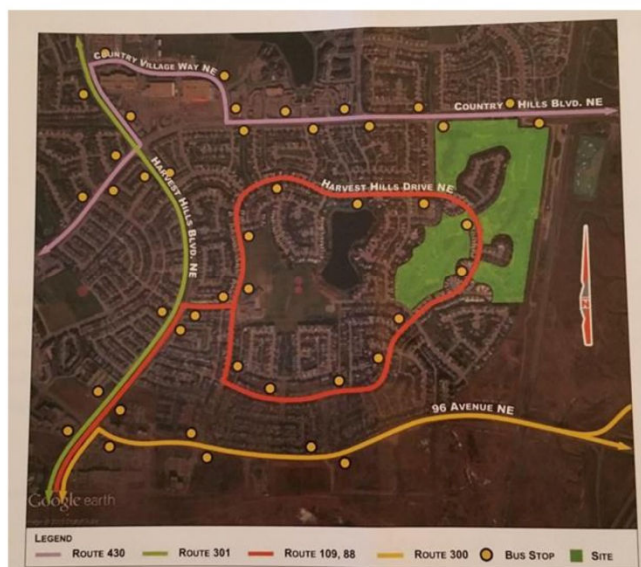 COUNTRY VILLAGE WAY NE
COUNTRY HILLS BLVD. NE
HARVEST HILLS BLVD. NE
HARVEST HILLS DRIVE NE
N
96 AVENUE NE
Google earth
LEGEND
ROUTE 430 ROUTE 301 ROUTE 109, 88 ROUTE 300 BUS STOP SITE